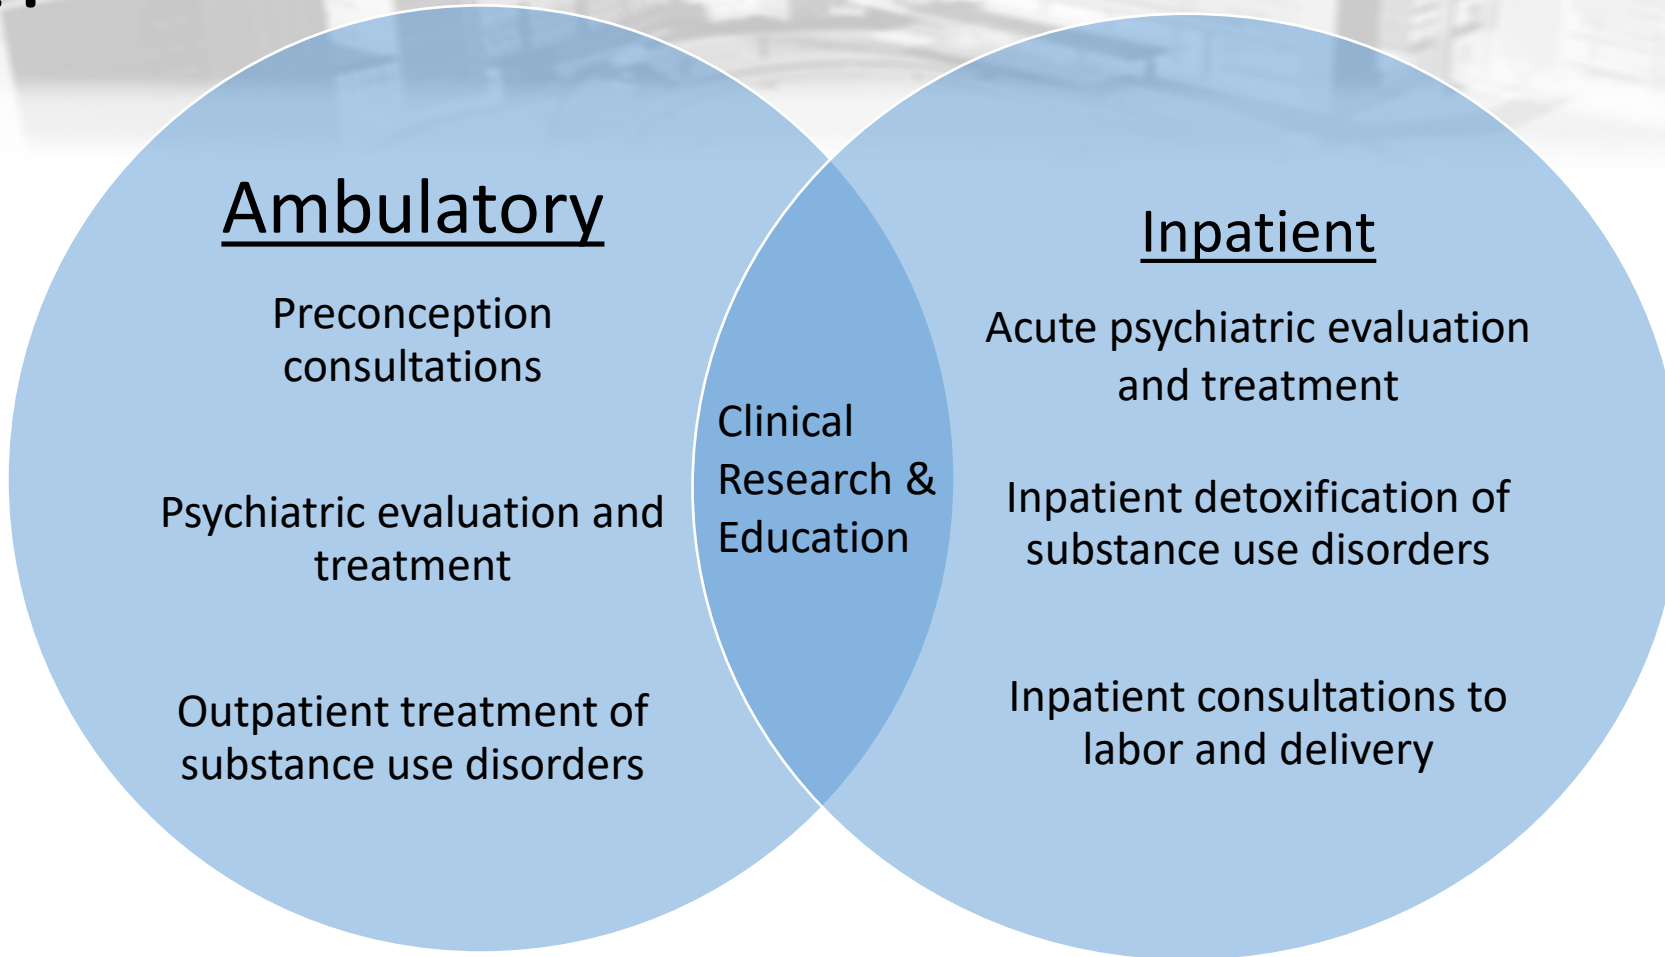 Ambulatory
Preconception
consultations
Psychiatric evaluation and
treatment
Outpatient treatment of
substance use disorders
Clinical
Research &
Education
Inpatient
Acute psychiatric evaluation
and treatment
Inpatient detoxification of
substance use disorders
Inpatient consultations to
labor and delivery